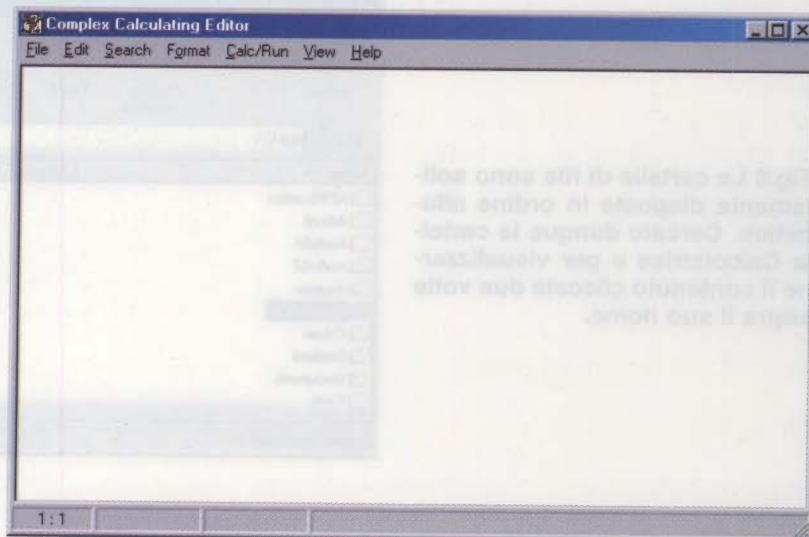 Complex Calculating Editor
File Edit Search Format Calc/Run View Help
Fig.6 Le cartelle di file sono soli-
tamente disposte in ordine alfa-
betico. Cercate dunque la cartel-
la Calcolatrice e per visualizzar-
ne il contenuto cliccate due volte
sopra il suo nome.
1:1